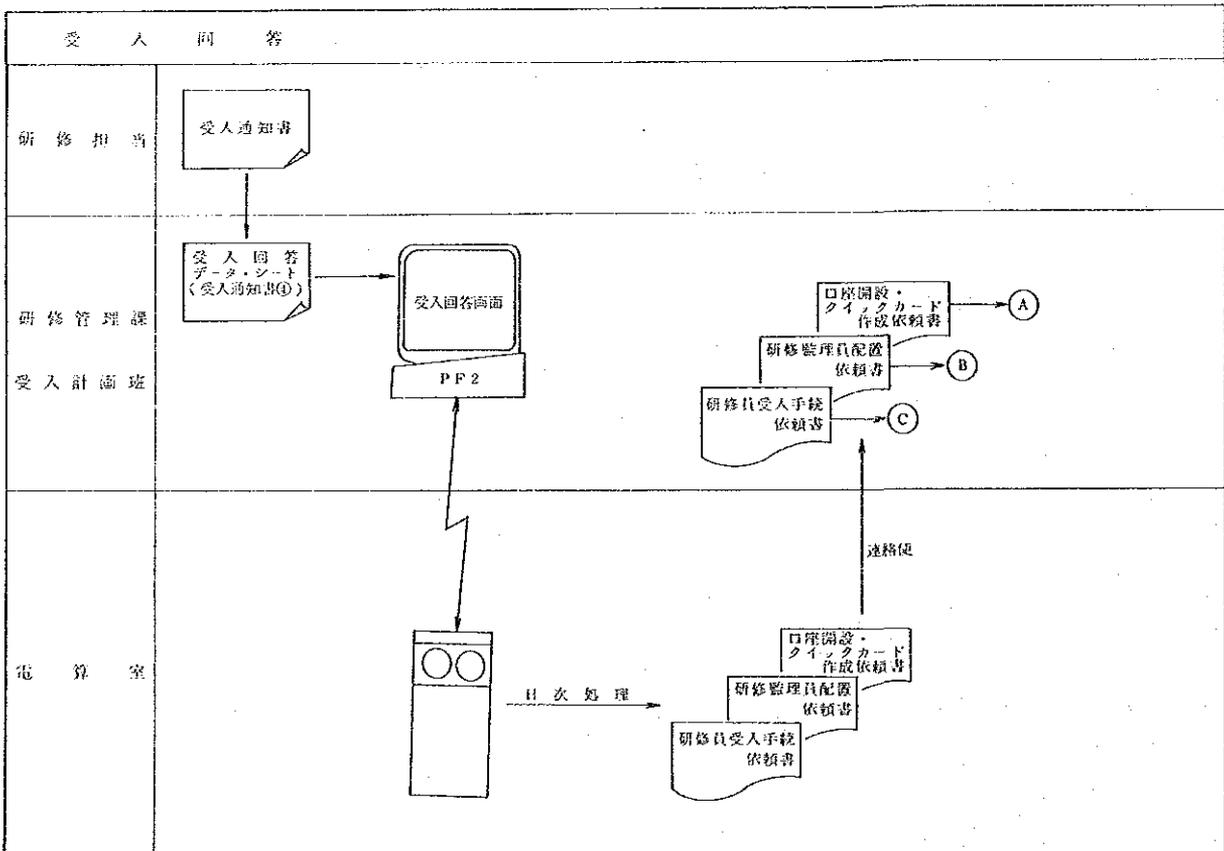 受入回答
研修担当
受入通知書
研修管理課
受入計画班
受入回答
データ・シート
(受入通知書④)
受入回答画面
PF2
口座開設・
クイックカード
作成依頼書
A
研修監理員配置
依頼書
B
研修員受入手続
依頼書
C
連絡便
電算室
日次処理
口座開設・
クイックカード
作成依頼書
研修監理員配置
依頼書
研修員受入手続
依頼書